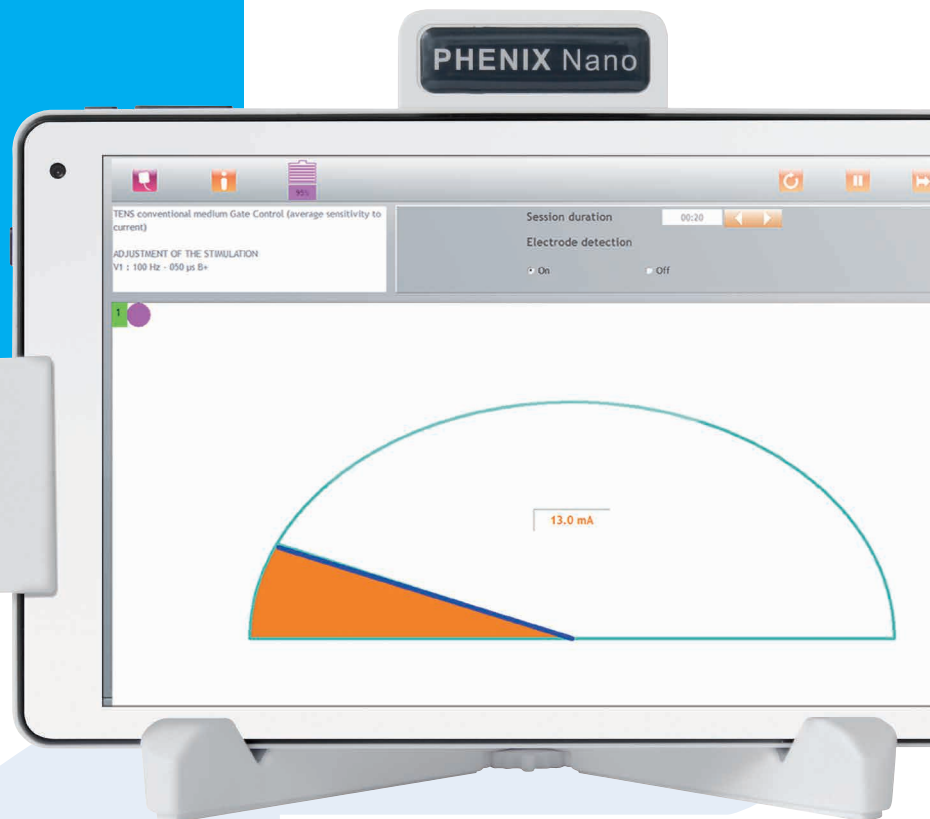 PHENIX Nano
95%
TENS conventional medium Gate Control (average sensitivity to
current)
ADJUSTMENT OF THE STIMULATION
V1 : 100 Hz - 050 µs B+
Session duration
00:20
Electrode detection
On
Off
1
13.0 mA